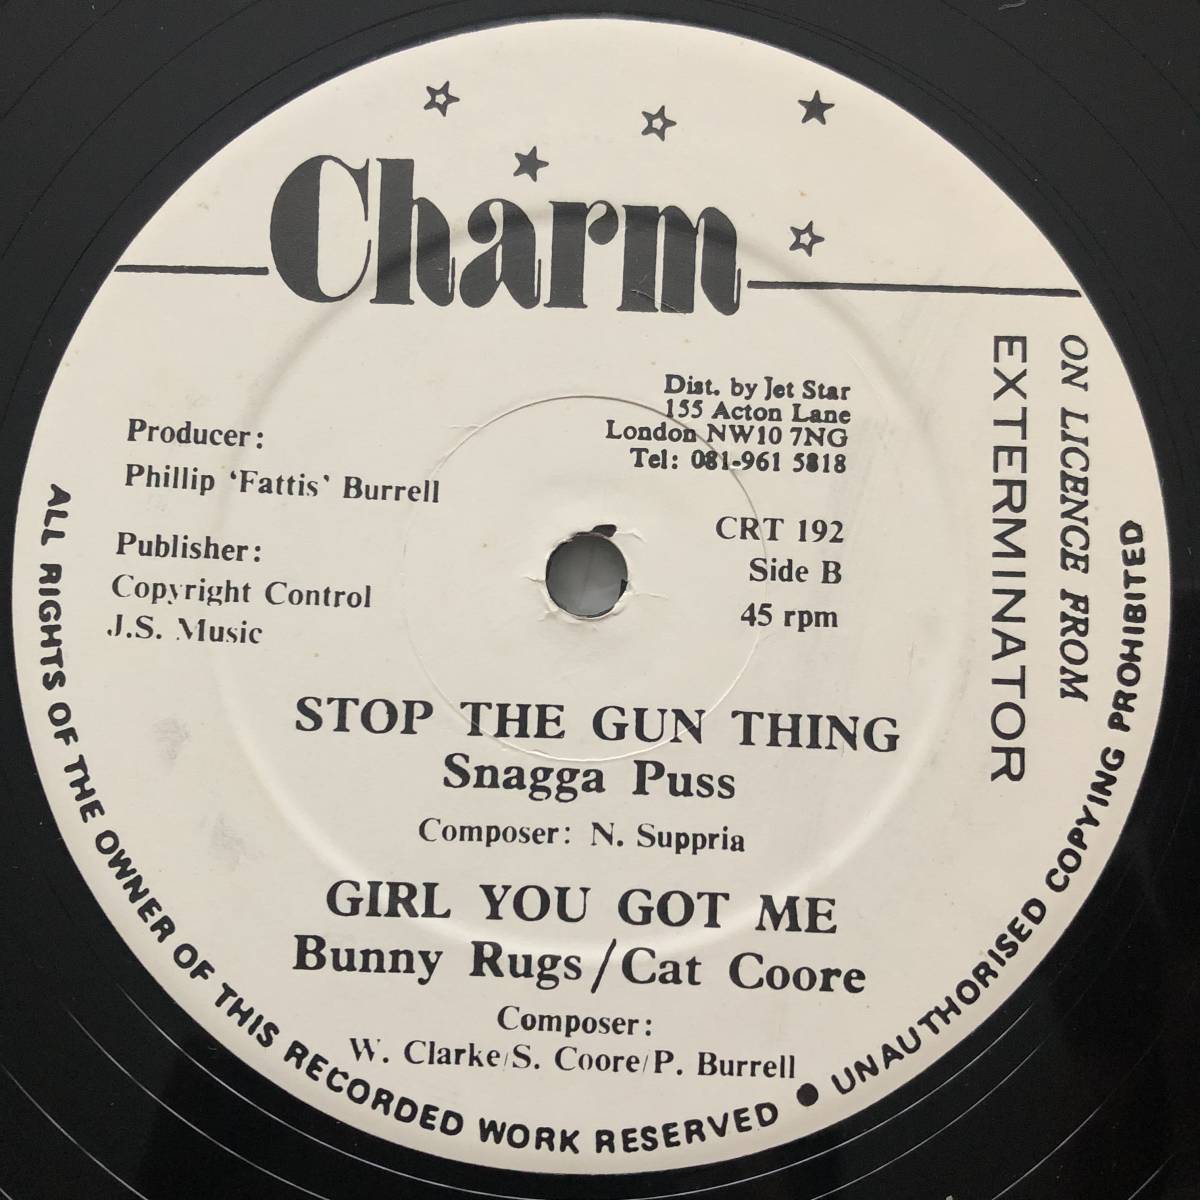 Charm
ON LICENCE FROM
EXTERMINATOR
Dist. by Jet Star
155 Acton Lane
London NW10 7NG
Tel: 081-961 5818
Producer:
Phillip ‘Fattis’ Burrell
Publisher:
Copyright Control
J.S. Music
CRT 192
Side B
45 rpm
STOP THE GUN THING
Snagga Puss
Composer: N. Suppria
GIRL YOU GOT ME
Bunny Rugs/Cat Coore
Composer:
W. Clarke/S. Coore/P. Burrell
ALL RIGHTS OF THE OWNER OF THIS RECORDED WORK RESERVED • UNAUTHORISED COPYING PROHIBITED